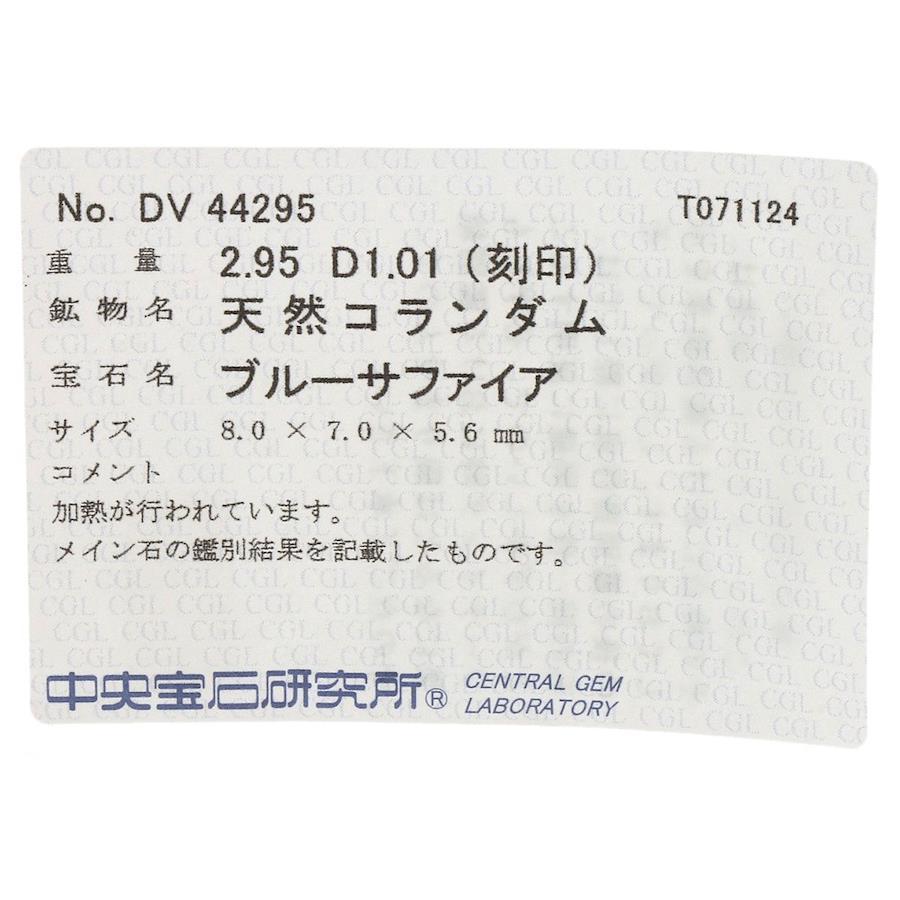 No. DV 44295 T071124
重量 2.95 D1.01 (刻印)
鉱物名 天然コランダム
宝石名 ブルーサファイア
サイズ 8.0 × 7.0 × 5.6 mm
コメント
加熱が行われています。
メイン石の鑑別結果を記載したものです。
中央宝石研究所® CENTRAL GEM
LABORATORY